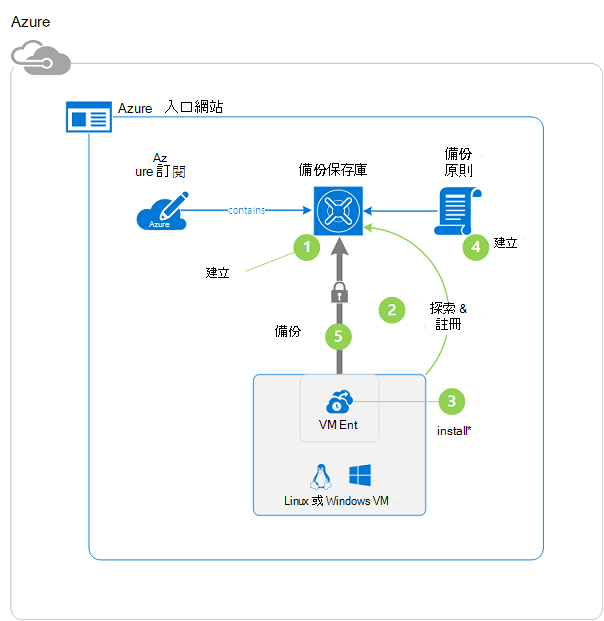 Azure
Azure 入口網站
Az
ure 訂閱
備份保存庫
備份
原則
Azure
contains
1
4
建立
建立
2
探索 &
註冊
備份
5
3
VM Ent
install*
Linux 或 Windows VM